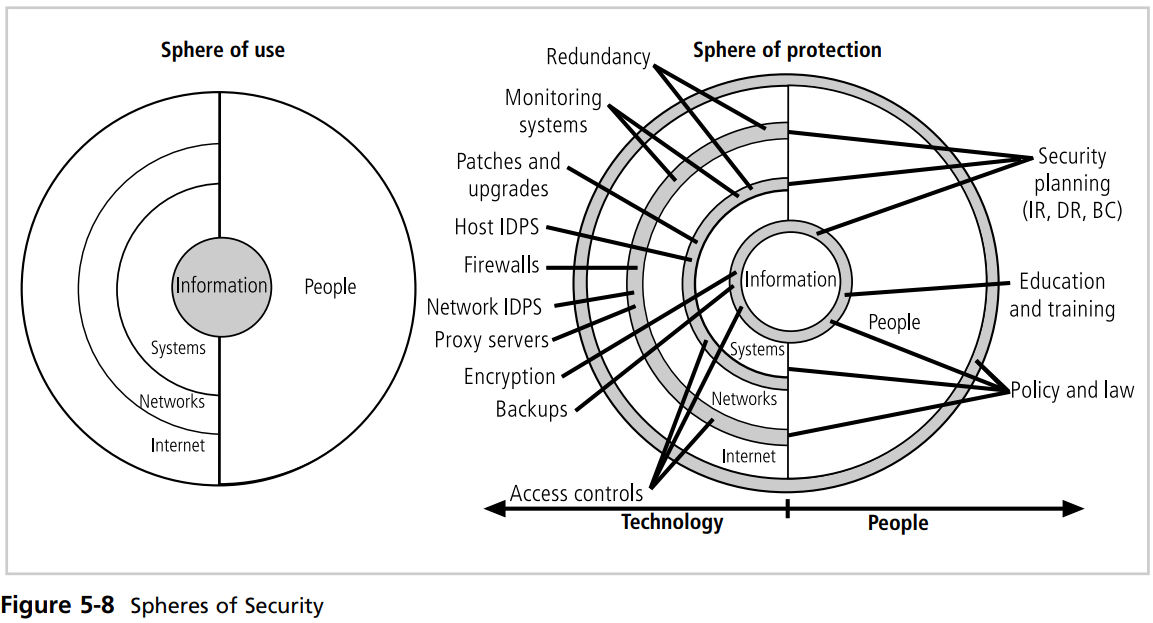 Sphere of use
Information
People
Systems
Networks
Internet
Sphere of protection
Redundancy
Monitoring
systems
Patches and
upgrades
Host IDPS
Firewalls
Network IDPS
Proxy servers
Encryption
Backups
Access controls
Information
People
Systems
Networks
Internet
Security
planning
(IR, DR, BC)
Education
and training
Policy and law
Technology
People
Figure 5-8 Spheres of Security